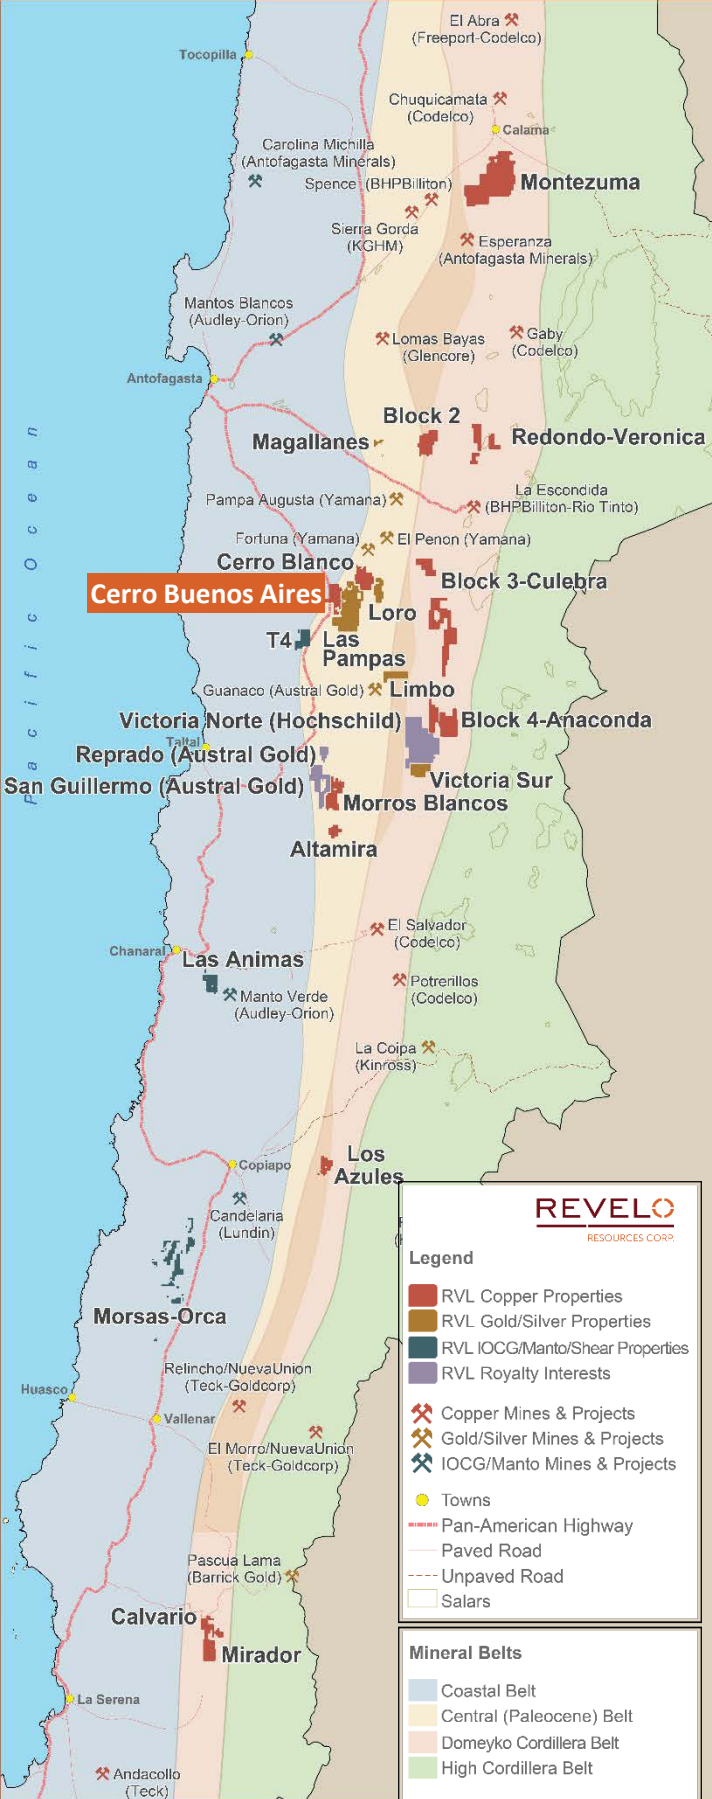 El Abra
(Freeport-Codelco)
Tocopilla
Chuquicamata
(Codelco)
Calama
Carolina Michilla
(Antofagasta Minerals)
Spence (BHPBilliton)
Montezuma
Sierra Gorda
(KGHM)
Esperanza
(Antofagasta Minerals)
Mantos Blancos
(Audley-Orion)
Lomas Bayas
(Glencore)
Gaby
(Codelco)
Antofagasta
Block 2
Magallanes
Redondo-Veronica
Pacific Ocean
Pampa Augusta (Yamana)
La Escondida
(BHPBilliton-Rio Tinto)
Fortuna (Yamana)
El Penon (Yamana)
Cerro Blanco
Block 3-Culebra
Cerro Buenos Aires
Loro
T4
Las
Pampas
Guanaco (Austral Gold)
Limbo
Victoria Norte (Hochschild)
Block 4-Anaconda
Taltal
Reprado (Austral Gold)
Victoria Sur
San Guillermo (Austral Gold)
Morros Blancos
Altamira
El Salvador
(Codelco)
Chanaral
Las Animas
Potrerillos
(Codelco)
Manto Verde
(Audley-Orion)
La Coipa
(Kinross)
Los
Azules
Copiapo
Candelaria
(Lundin)
Morsas-Orca
Relincho/NuevaUnion
(Teck-Goldcorp)
Huasco
Vallenar
El Morro/NuevaUnion
(Teck-Goldcorp)
Pascua Lama
(Barrick Gold)
Calvario
Mirador
La Serena
Andacollo
(Teck)
REVELO
RESOURCES CORP.
Legend
RVL Copper Properties
RVL Gold/Silver Properties
RVL IOCG/Manto/Shear Properties
RVL Royalty Interests
Copper Mines & Projects
Gold/Silver Mines & Projects
IOCG/Manto Mines & Projects
Towns
Pan-American Highway
Paved Road
Unpaved Road
Salars
Mineral Belts
Coastal Belt
Central (Paleocene) Belt
Domeyko Cordillera Belt
High Cordillera Belt